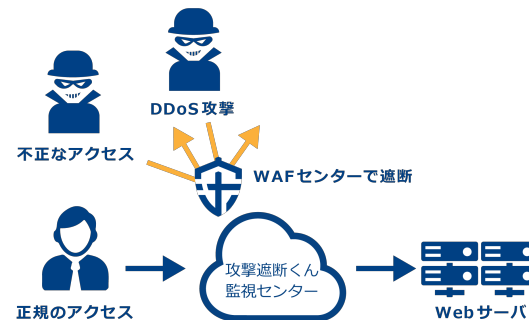 DDoS攻撃
不正なアクセス
WAFセンターで遮断
攻撃遮断くん
監視センター
正規のアクセス
Webサーバ